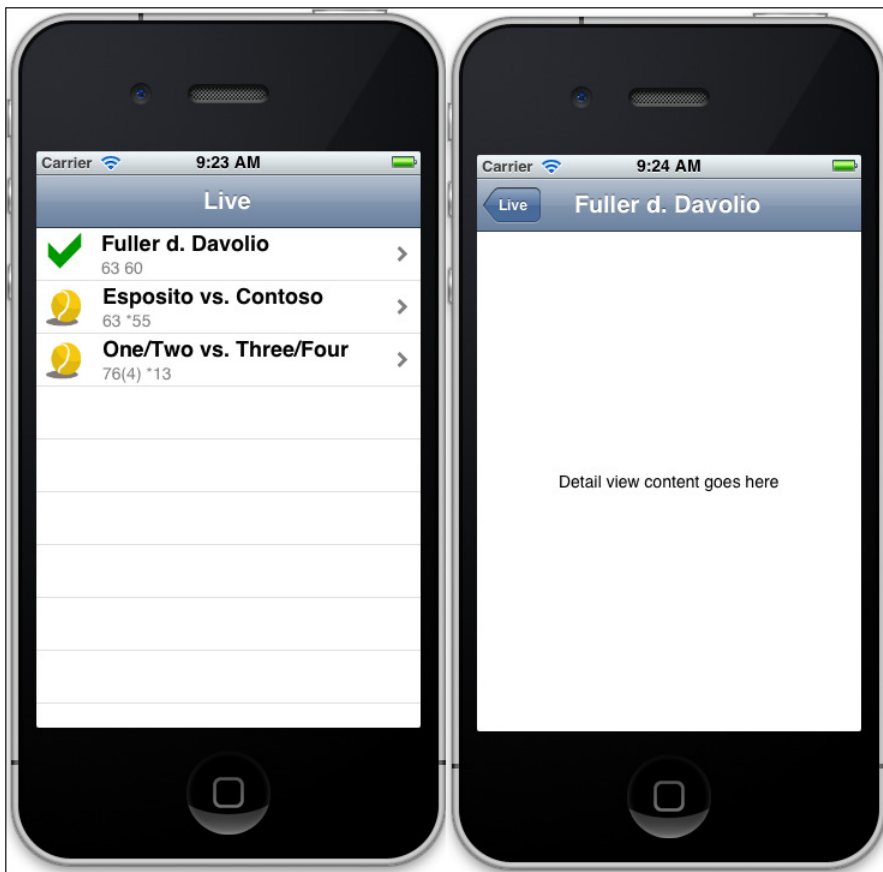 Carrier 9:23 AM
Live
Fuller d. Davolio
63 60
Esposito vs. Contoso
63 *55
One/Two vs. Three/Four
76(4) *13
Carrier 9:24 AM
Live Fuller d. Davolio
Detail view content goes here